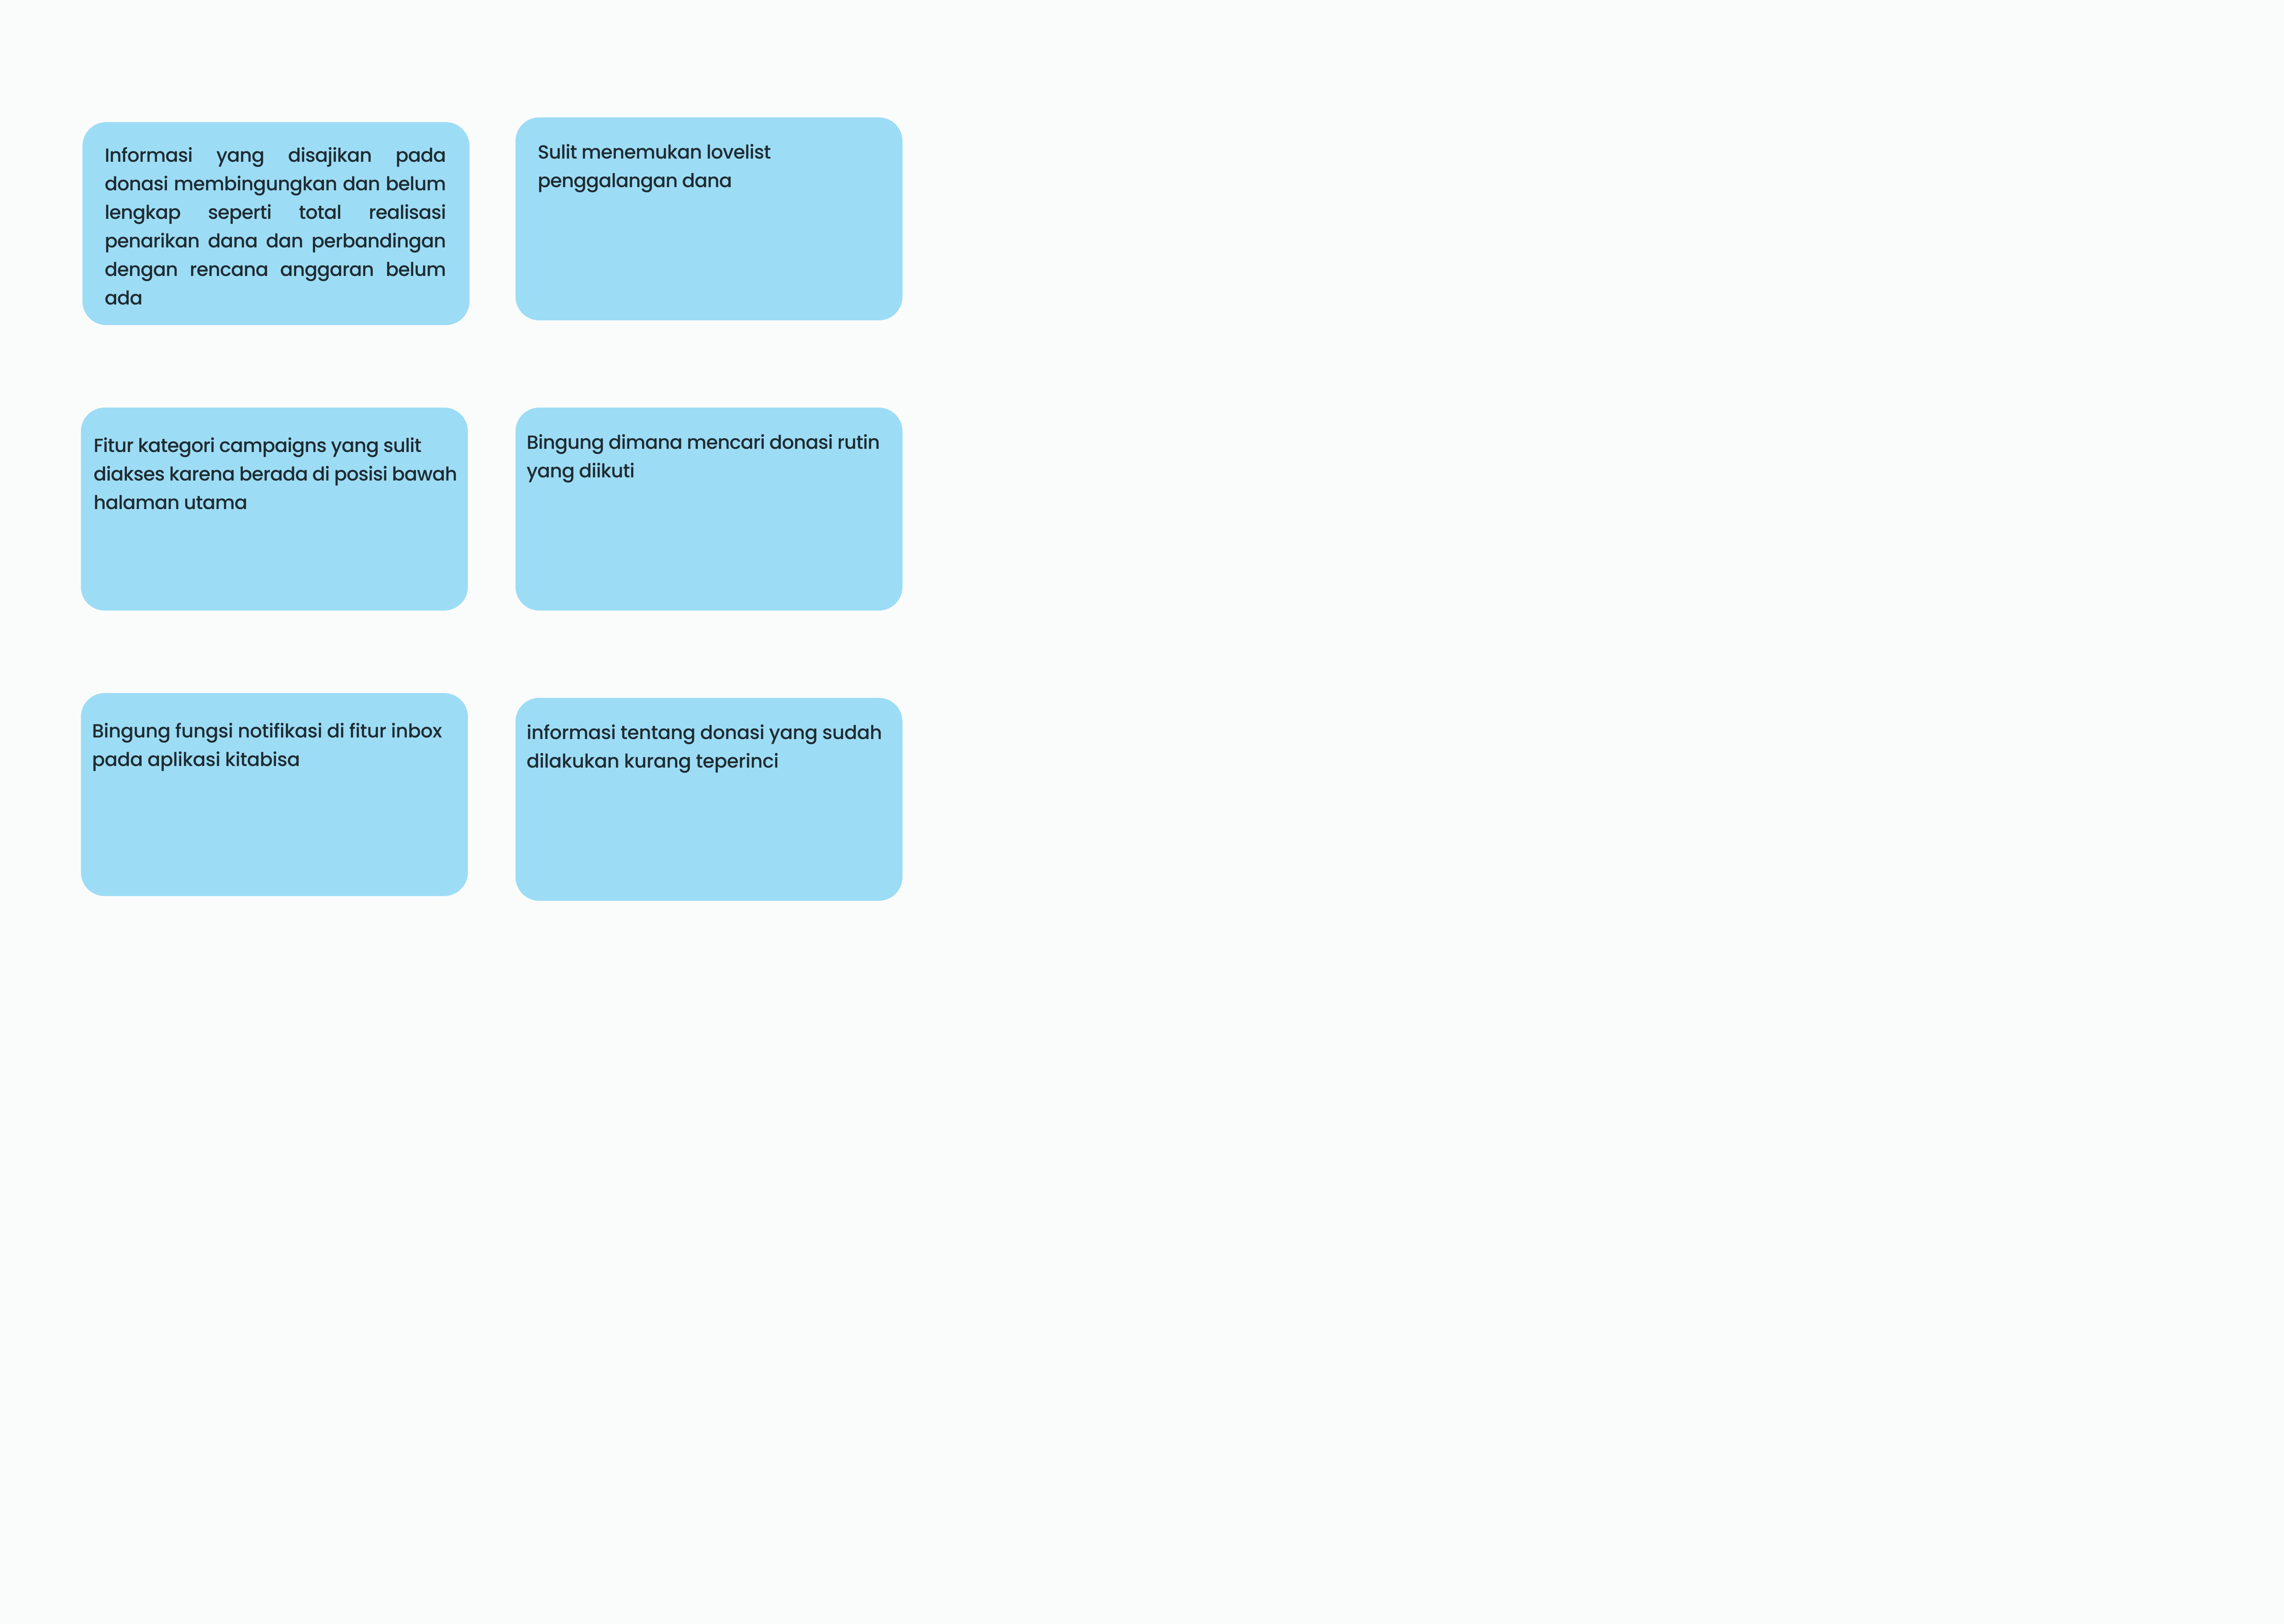 Informasi yang disajikan pada
donasi membingungkan dan belum
lengkap seperti total realisasi
penarikan dana dan perbandingan
dengan rencana anggaran belum
ada
Sulit menemukan lovelist
penggalangan dana
Fitur kategori campaigns yang sulit
diakses karena berada di posisi bawah
halaman utama
Bingung dimana mencari donasi rutin
yang diikuti
Bingung fungsi notifikasi di fitur inbox
pada aplikasi kitabisa
informasi tentang donasi yang sudah
dilakukan kurang teperinci